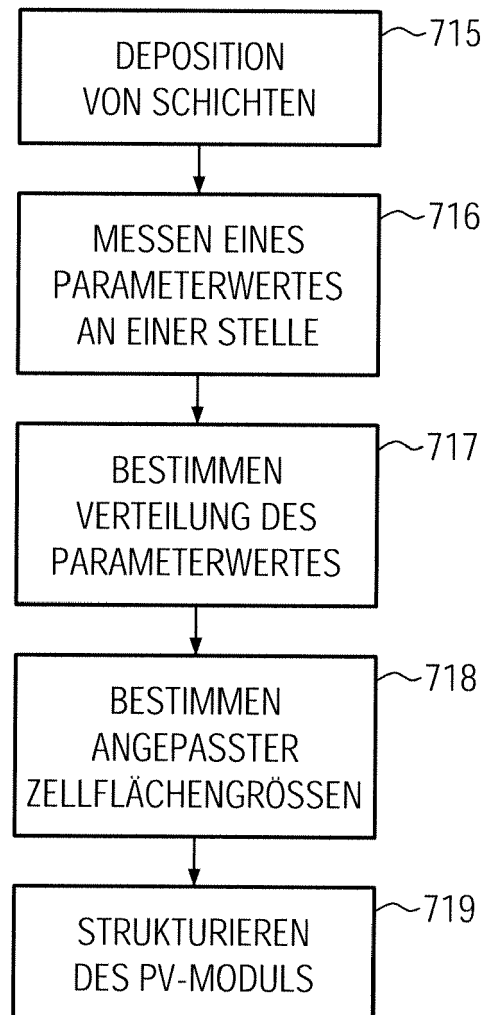 DEPOSITION
VON SCHICHTEN
715
MESSEN EINES
PARAMETERWERTES
AN EINER STELLE
716
BESTIMMEN
VERTEILUNG DES
PARAMETERWERTES
717
BESTIMMEN
ANGEPASSTER
ZELLFLÄCHENGRÖSSEN
718
STRUKTURIEREN
DES PV-MODULS
719